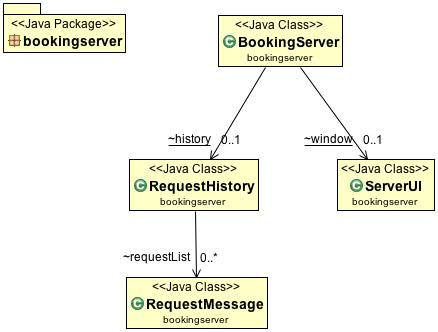 <<Java Package>>
bookingserver
<<Java Class>>
BookingServer
bookingserver
~history 0..1
~window 0..1
<<Java Class>>
RequestHistory
bookingserver
<<Java Class>>
ServerUI
bookingserver
~requestList 0..*
<<Java Class>>
RequestMessage
bookingserver